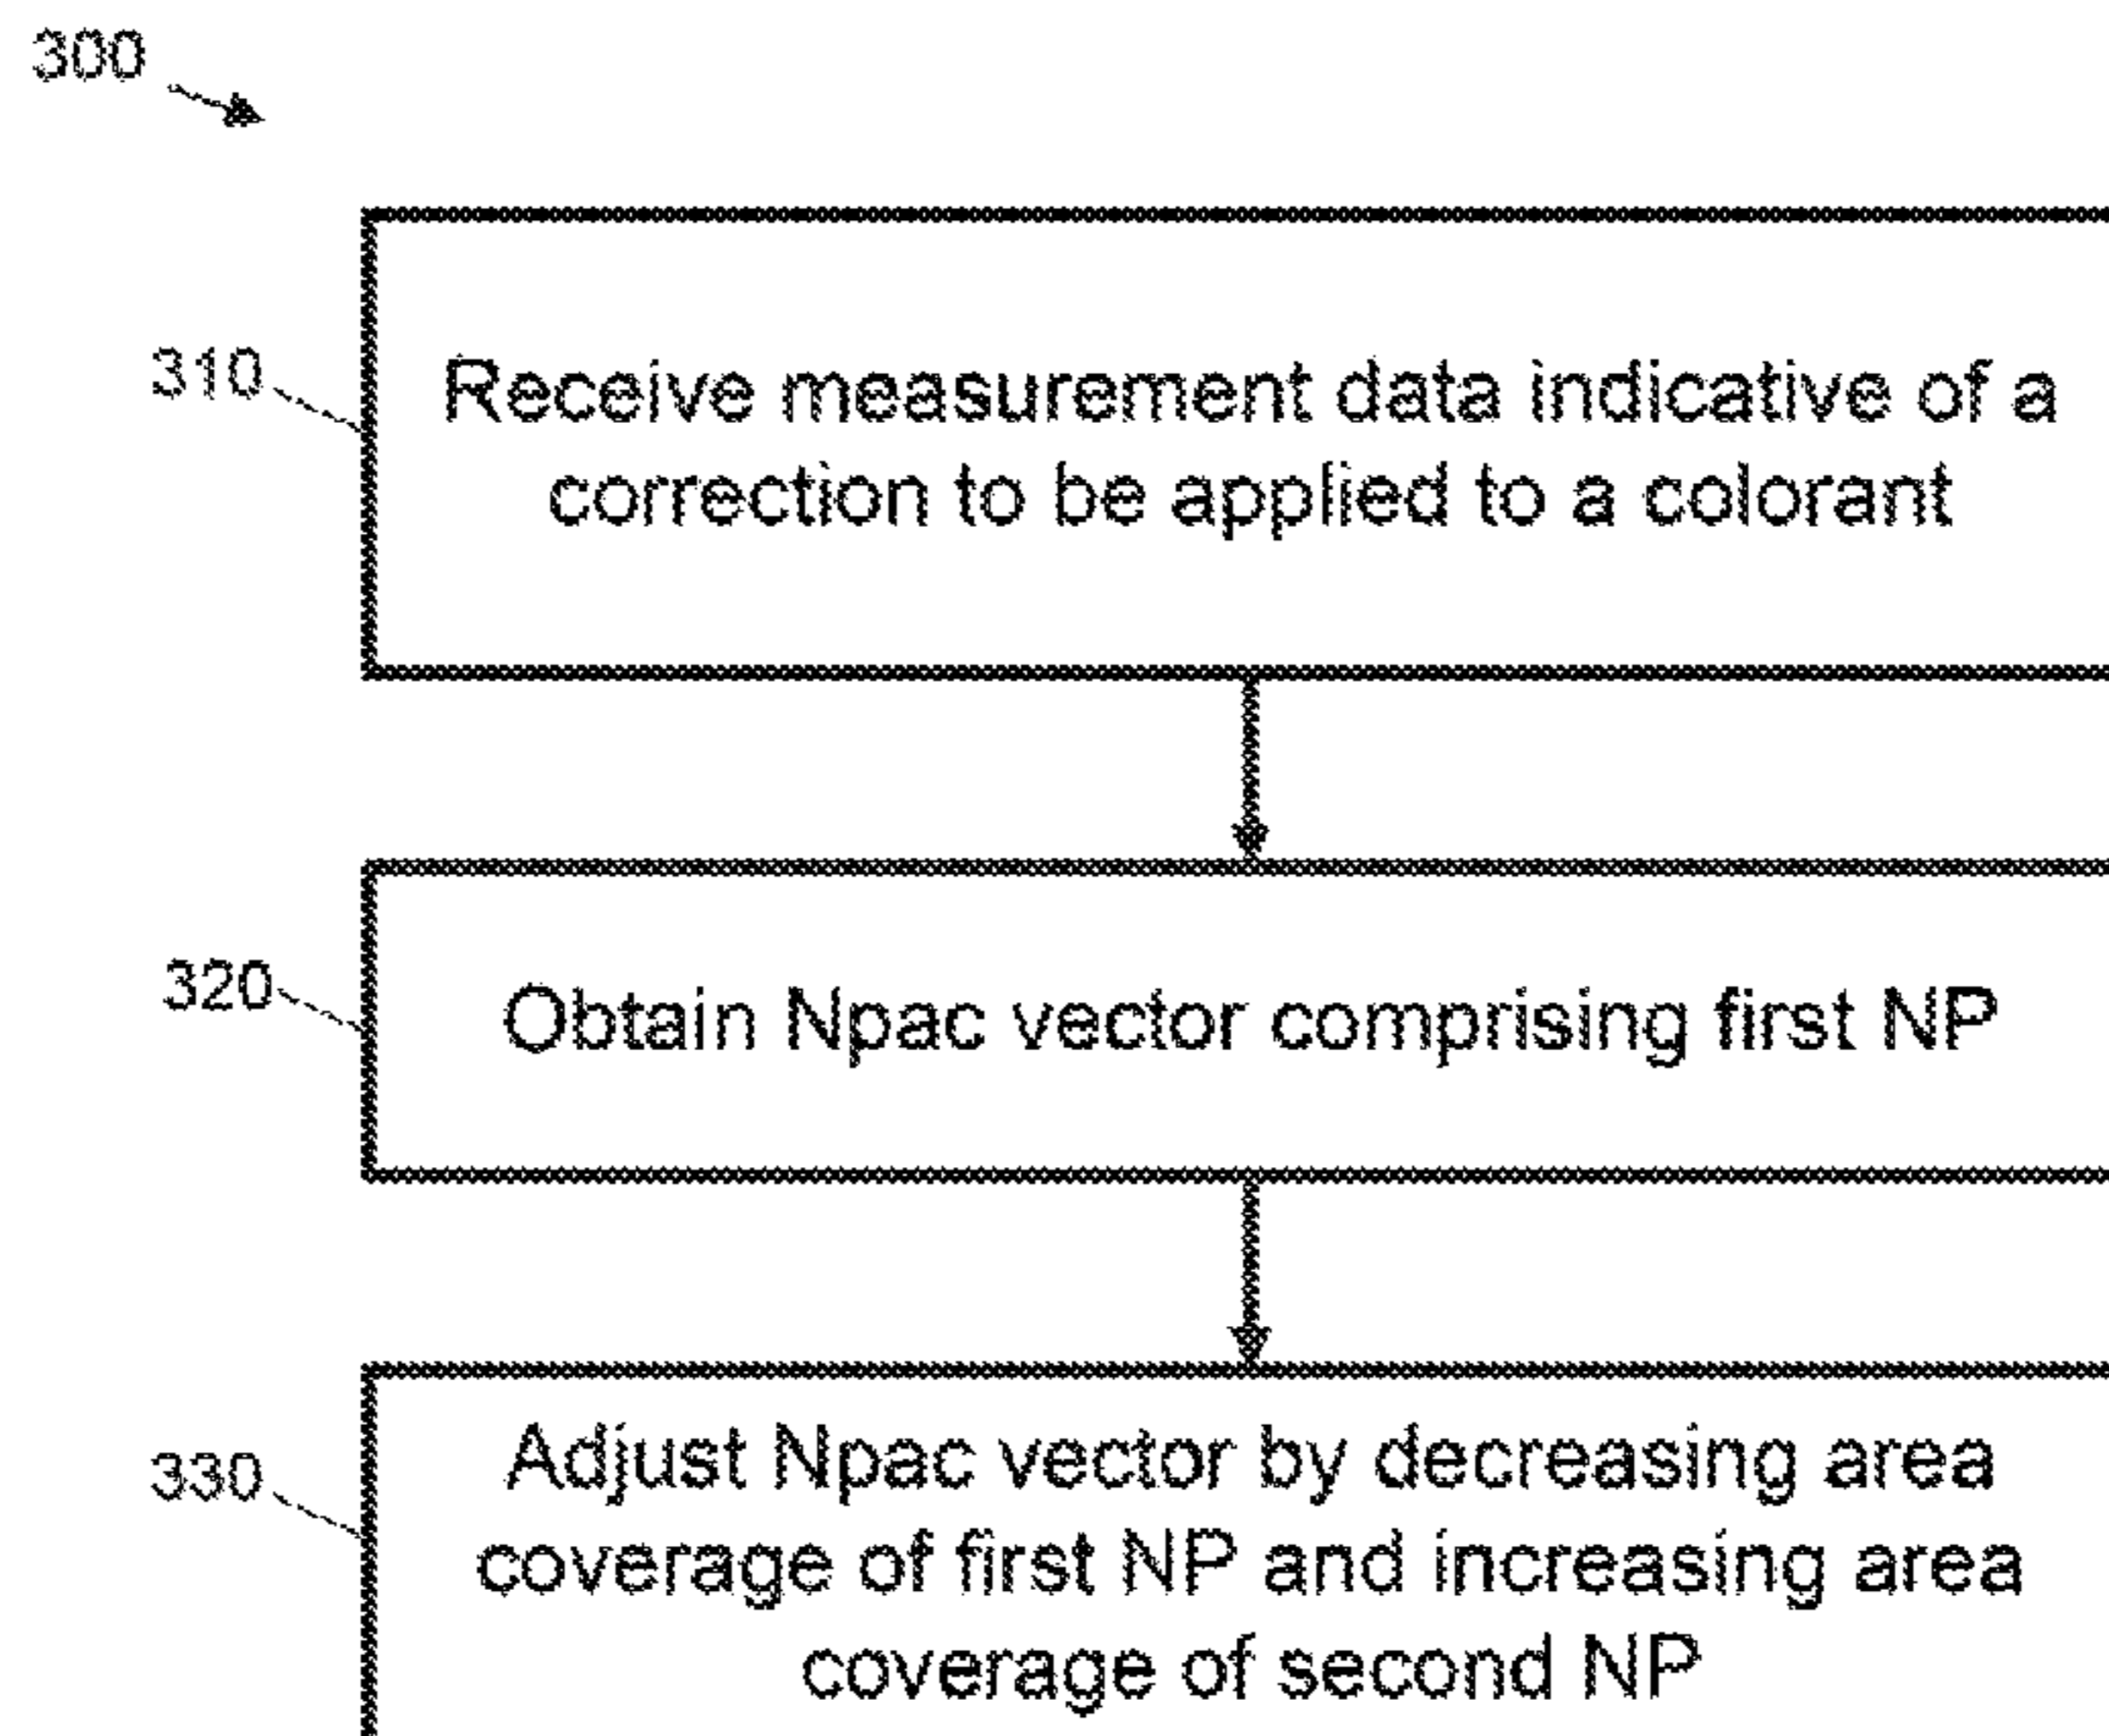 300
310
Receive measurement data indicative of a
correction to be applied to a colorant
320
Obtain Npac vector comprising first NP
330
Adjust Npac vector by decreasing area
coverage of first NP and increasing area
coverage of second NP